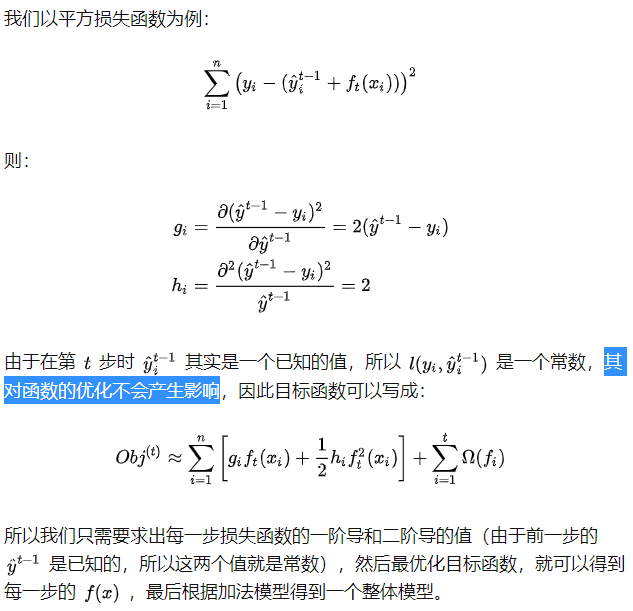 我们以平方损失函数为例：
$$\sum_{i=1}^{n} \left(y_i - (\hat{y}_i^{t-1} + f_t(x_i))\right)^2$$
则：
$$g_i = \frac{\partial (\hat{y}^{t-1} - y_i)^2}{\partial \hat{y}^{t-1}} = 2(\hat{y}^{t-1} - y_i)$$
$$h_i = \frac{\partial^2 (\hat{y}^{t-1} - y_i)^2}{\hat{y}^{t-1}} = 2$$
由于在第 $t$ 步时 $\hat{y}_i^{t-1}$ 其实是一个已知的值，所以 $l(y_i, \hat{y}_i^{t-1})$ 是一个常数，其
对函数的优化不会产生影响，因此目标函数可以写成：
$$Obj^{(t)} \approx \sum_{i=1}^{n} \left[ g_i f_t(x_i) + \frac{1}{2} h_i f_t^2(x_i) \right] + \sum_{i=1}^{t} \Omega(f_i)$$
所以我们只需要求出每一步损失函数的一阶导和二阶导的值（由于前一步的
$\hat{y}^{t-1}$ 是已知的，所以这两个值就是常数），然后最优化目标函数，就可以得到
每一步的 $f(x)$ ，最后根据加法模型得到一个整体模型。